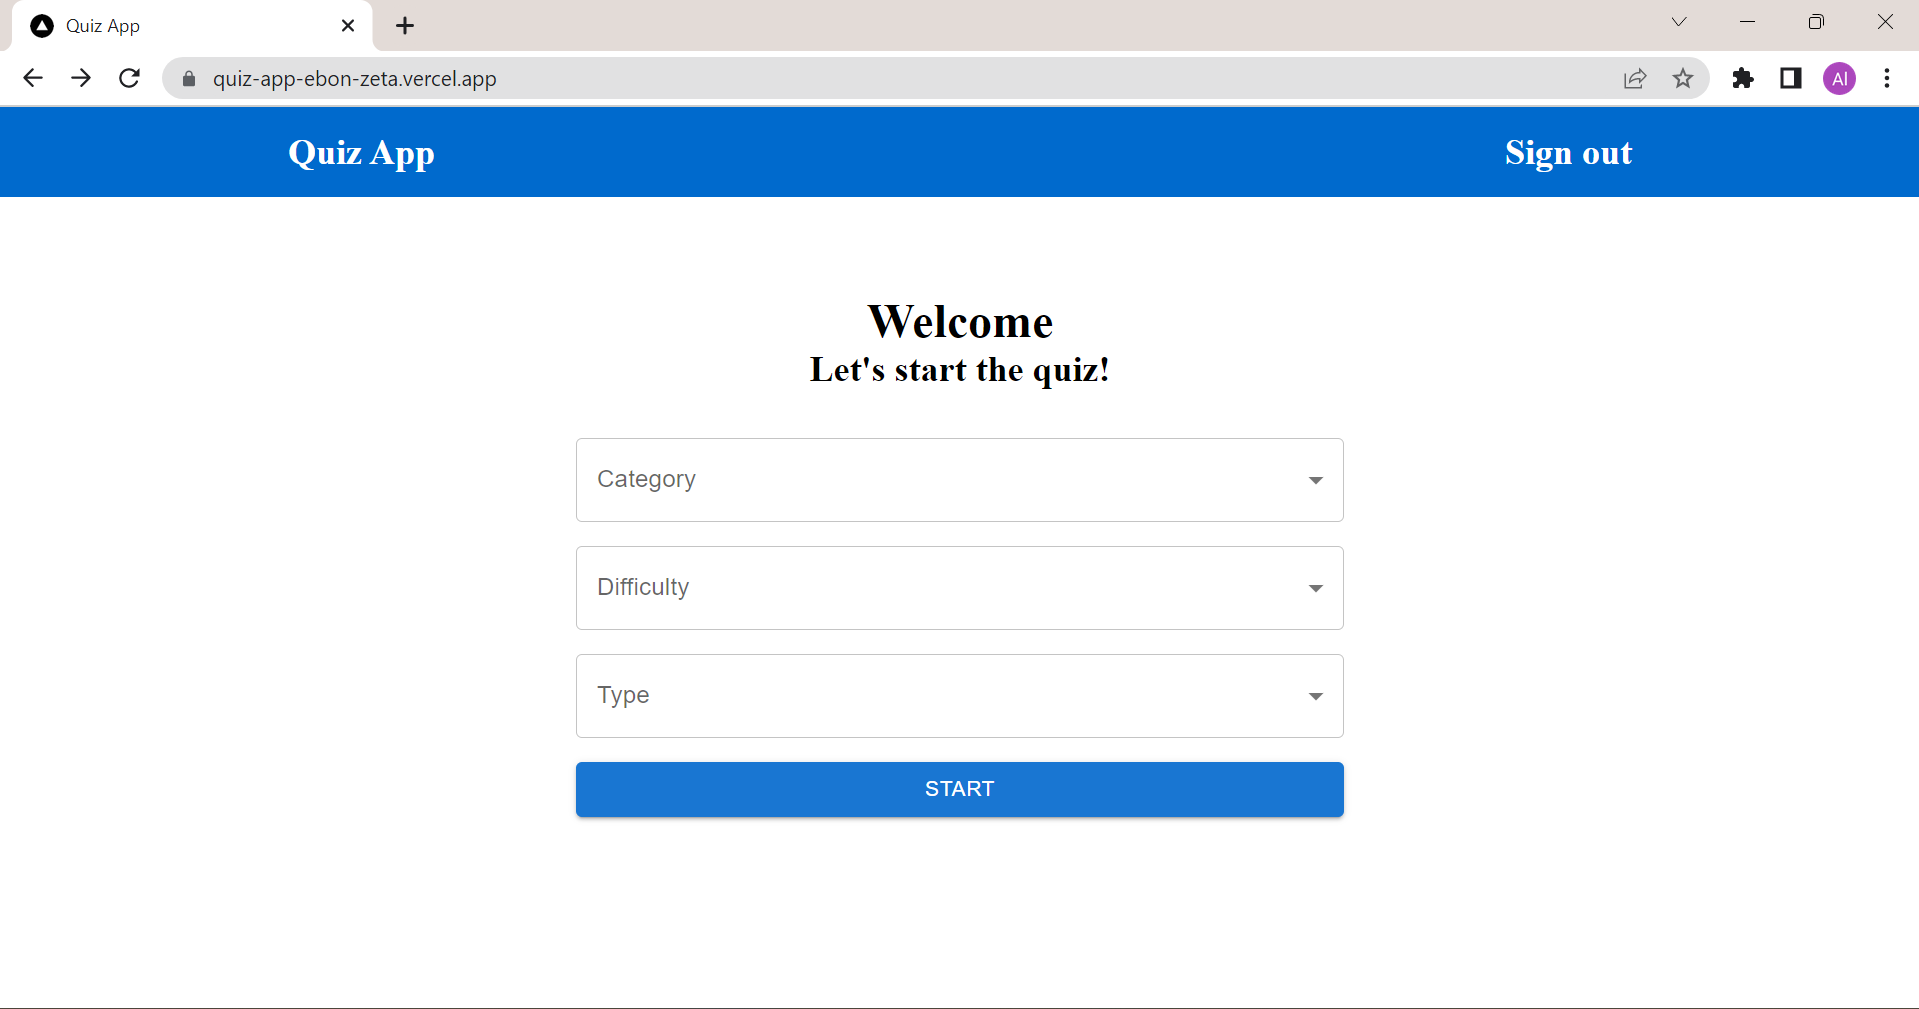 Quiz App
quiz-app-ebon-zeta.vercel.app
Al
Quiz App
Sign out
Welcome
Let's start the quiz!
Category
Difficulty
Type
START